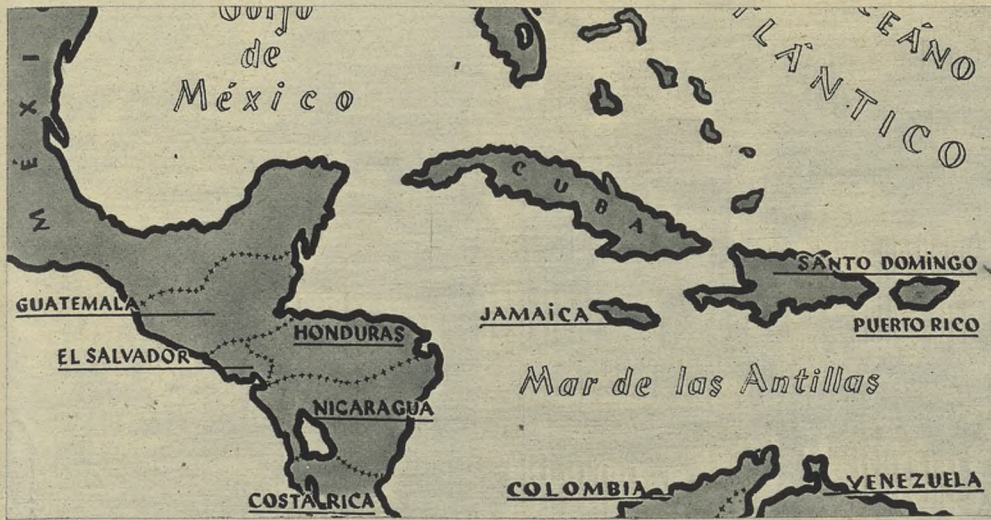 Golfo
de
México
OCEÁNO
ATLÁNTICO
MÉXI
CUBA
SANTO DOMINGO
GUATEMALA
JAMAICA
PUERTO RICO
HONDURAS
EL SALVADOR
Mar de las Antillas
NICARAGUA
COLOMBIA
VENEZUELA
COSTA RICA